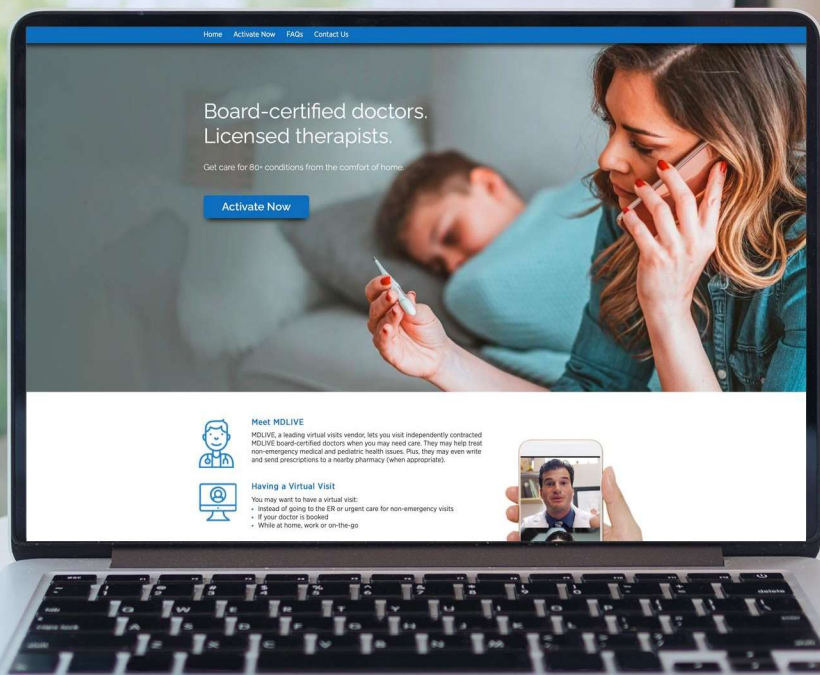 Home Activate Now FAQs Contact Us
Board-certified doctors.
Licensed therapists.
Get care for 80+ conditions from the comfort of home.
Activate Now
Meet MDLIVE
MDLIVE, a leading virtual visits vendor, lets you visit independently contracted
MDLIVE board-certified doctors when you may need care. They may help treat
non-emergency medical and pediatric health issues. Plus, they may even write
and send prescriptions to a nearby pharmacy (when appropriate).
Having a Virtual Visit
You may want to have a virtual visit:
• Instead of going to the ER or urgent care for non-emergency visits
• If your doctor is booked
• While at home, work or on-the-go